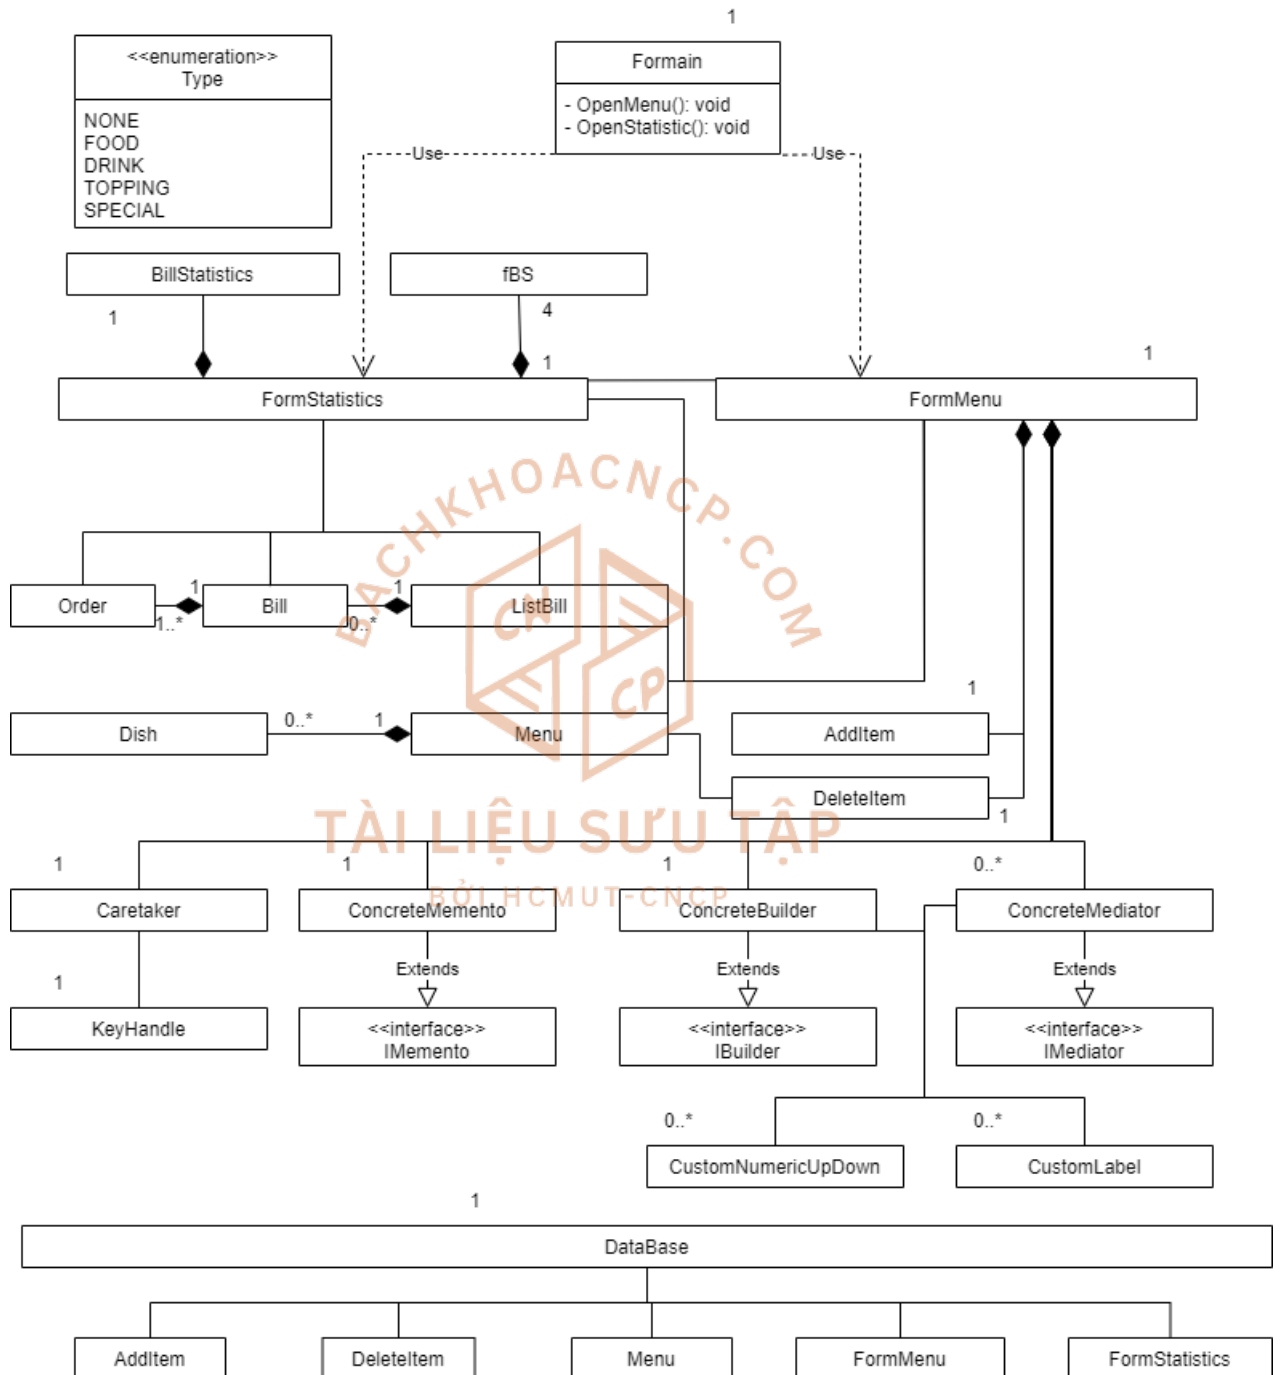 1
<<enumeration>>
Type
NONE
FOOD
DRINK
TOPPING
SPECIAL
Formain
- OpenMenu(): void
- OpenStatistic(): void
Use
Use
BillStatistics
fBS
1
4
1
1
FormStatistics
FormMenu
BACHKHOACNCP.COM
1
1
Order
Bill
ListBill
1..*
0..*
CN
CP
1
0..*
1
Dish
Menu
AddItem
DeleteItem
1
TÀI LIỆU SƯU TẬP
BỞI HCMUT-CNCP
1
1
1
0..*
Caretaker
ConcreteMemento
ConcreteBuilder
ConcreteMediator
Extends
Extends
Extends
1
KeyHandle
<<interface>>
IMemento
<<interface>>
IBuilder
<<interface>>
IMediator
0..*
0..*
CustomNumericUpDown
CustomLabel
1
DataBase
AddItem
DeleteItem
Menu
FormMenu
FormStatistics